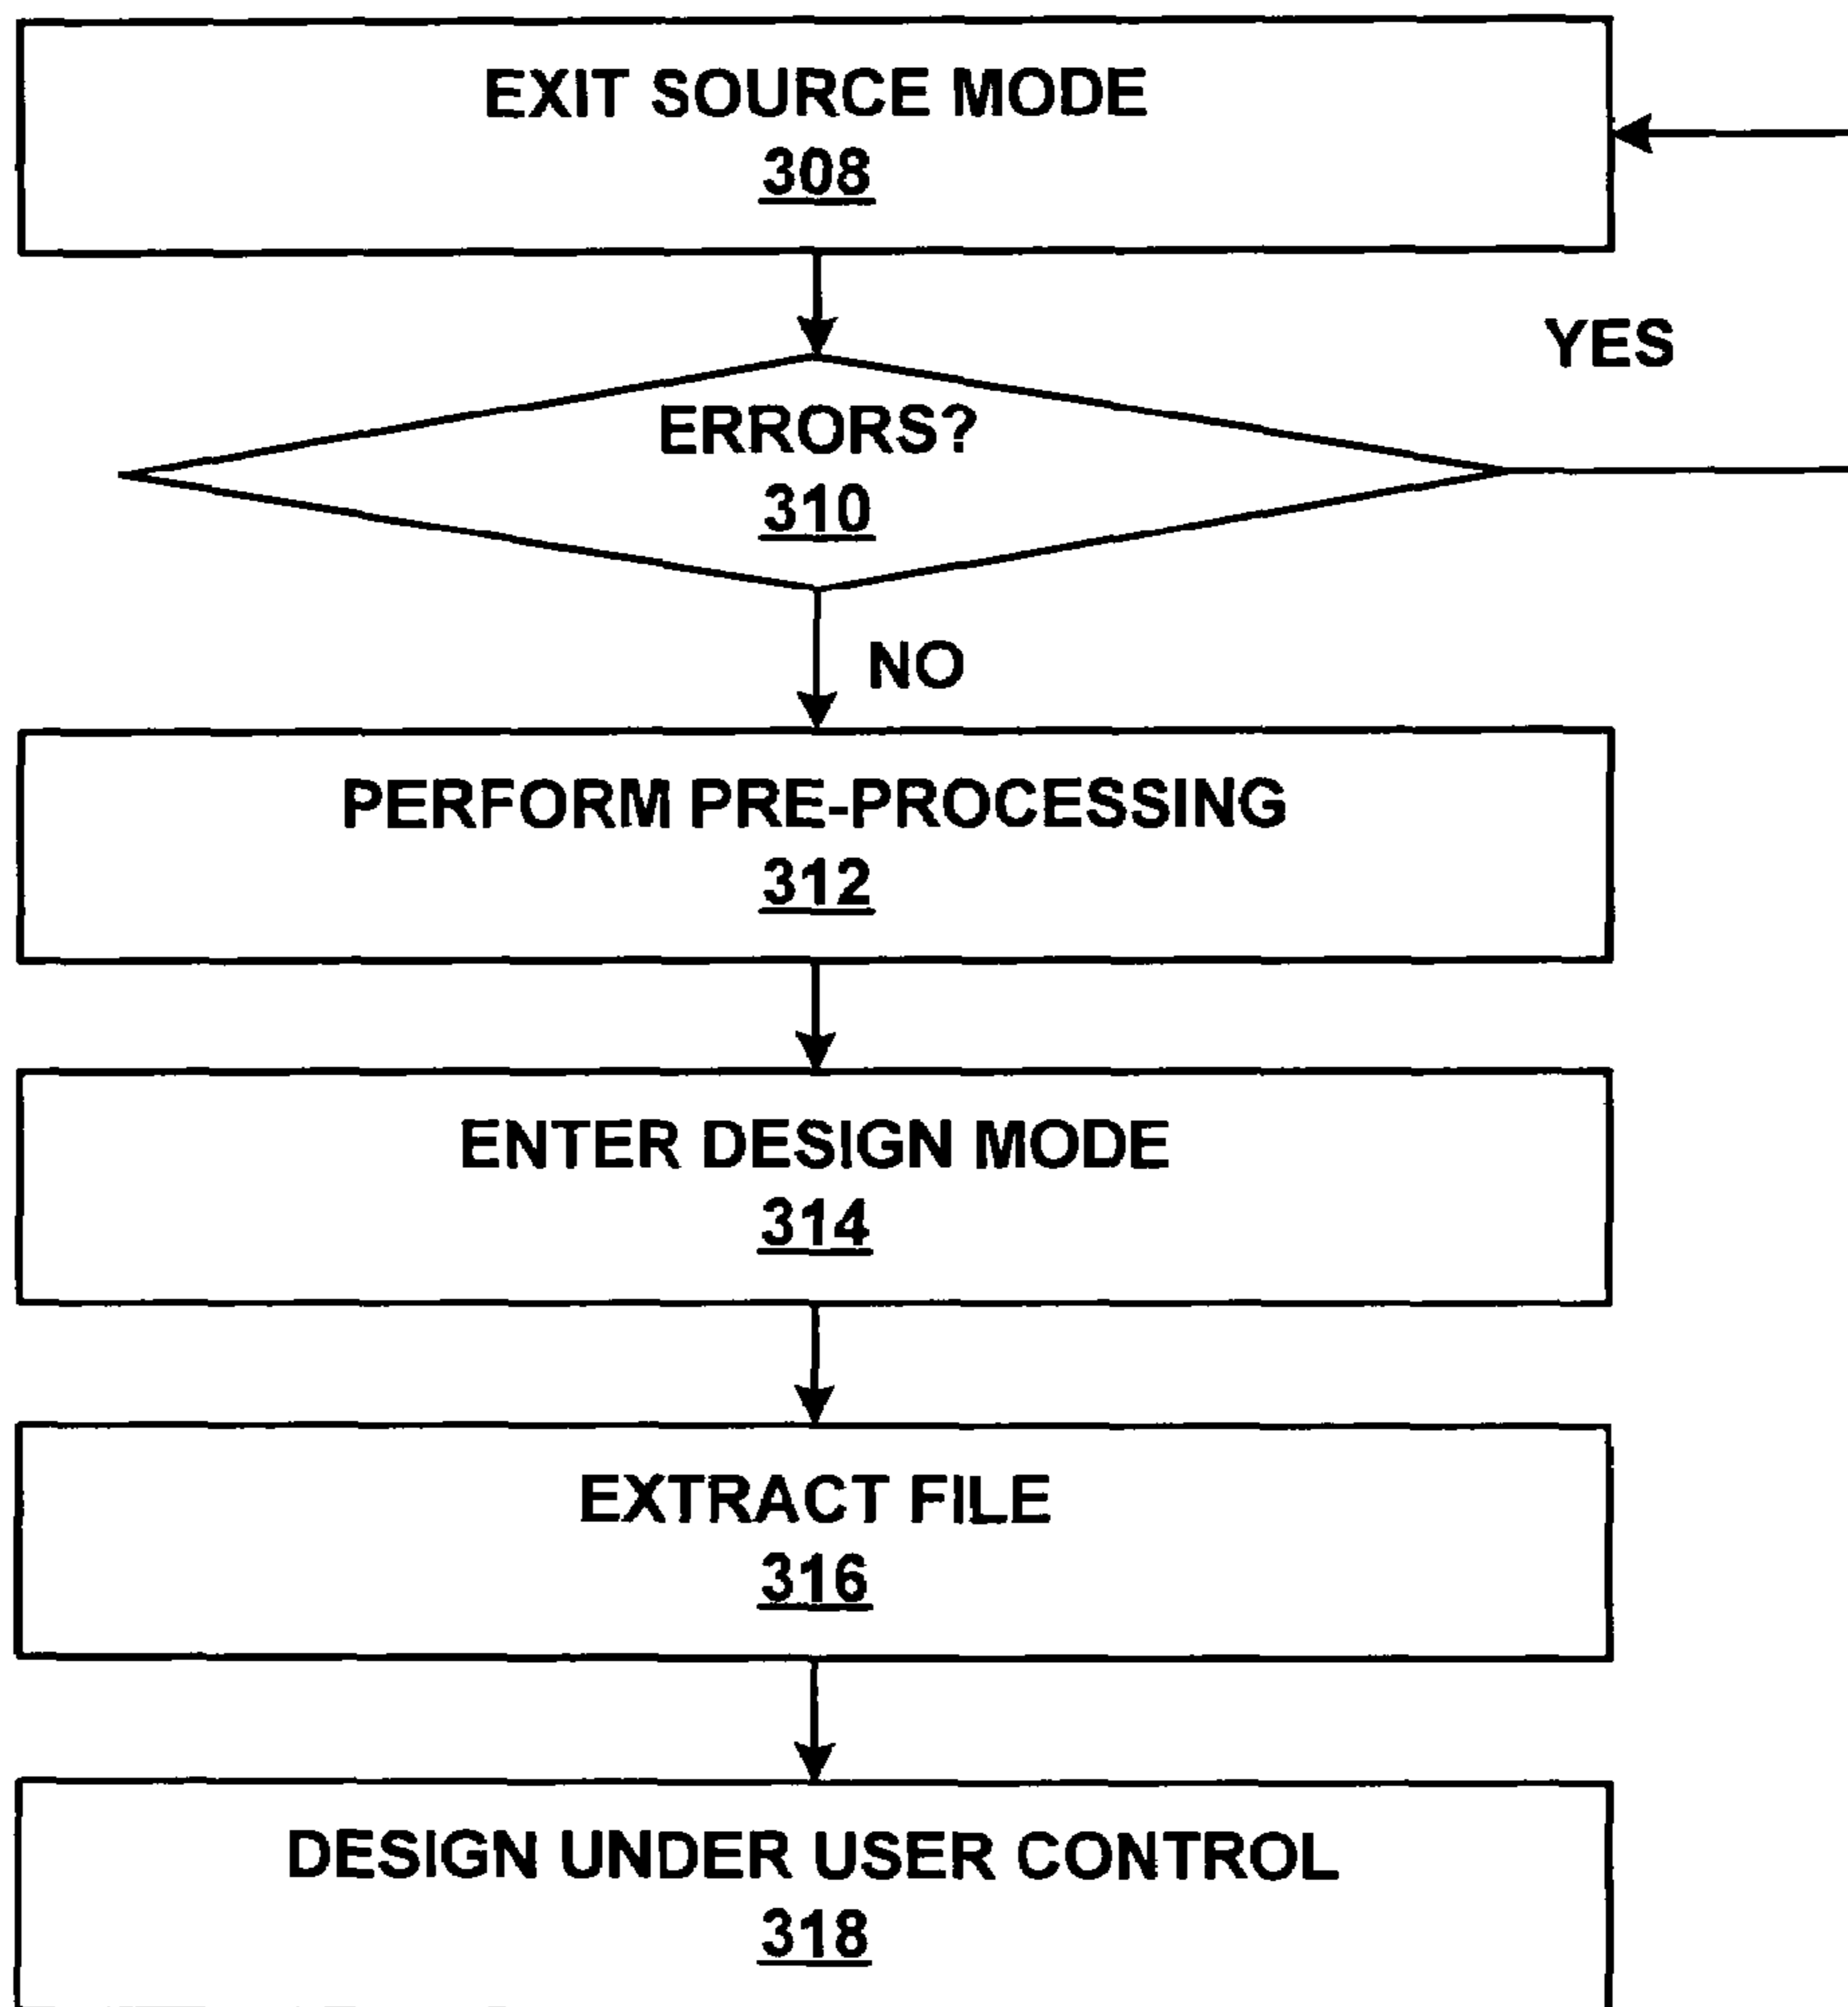 EXIT SOURCE MODE
308
YES
ERRORS?
310
NO
PERFORM PRE-PROCESSING
312
ENTER DESIGN MODE
314
EXTRACT FILE
316
DESIGN UNDER USER CONTROL
318